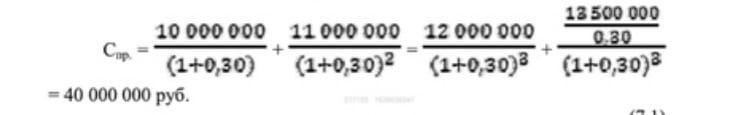 Спр. = 10 000 000 / (1+0,30) + 11 000 000 / (1+0,30)² = 12 000 000 / (1+0,30)³ + 13 500 000 / 0,30 / (1+0,30)³
= 40 000 000 руб.